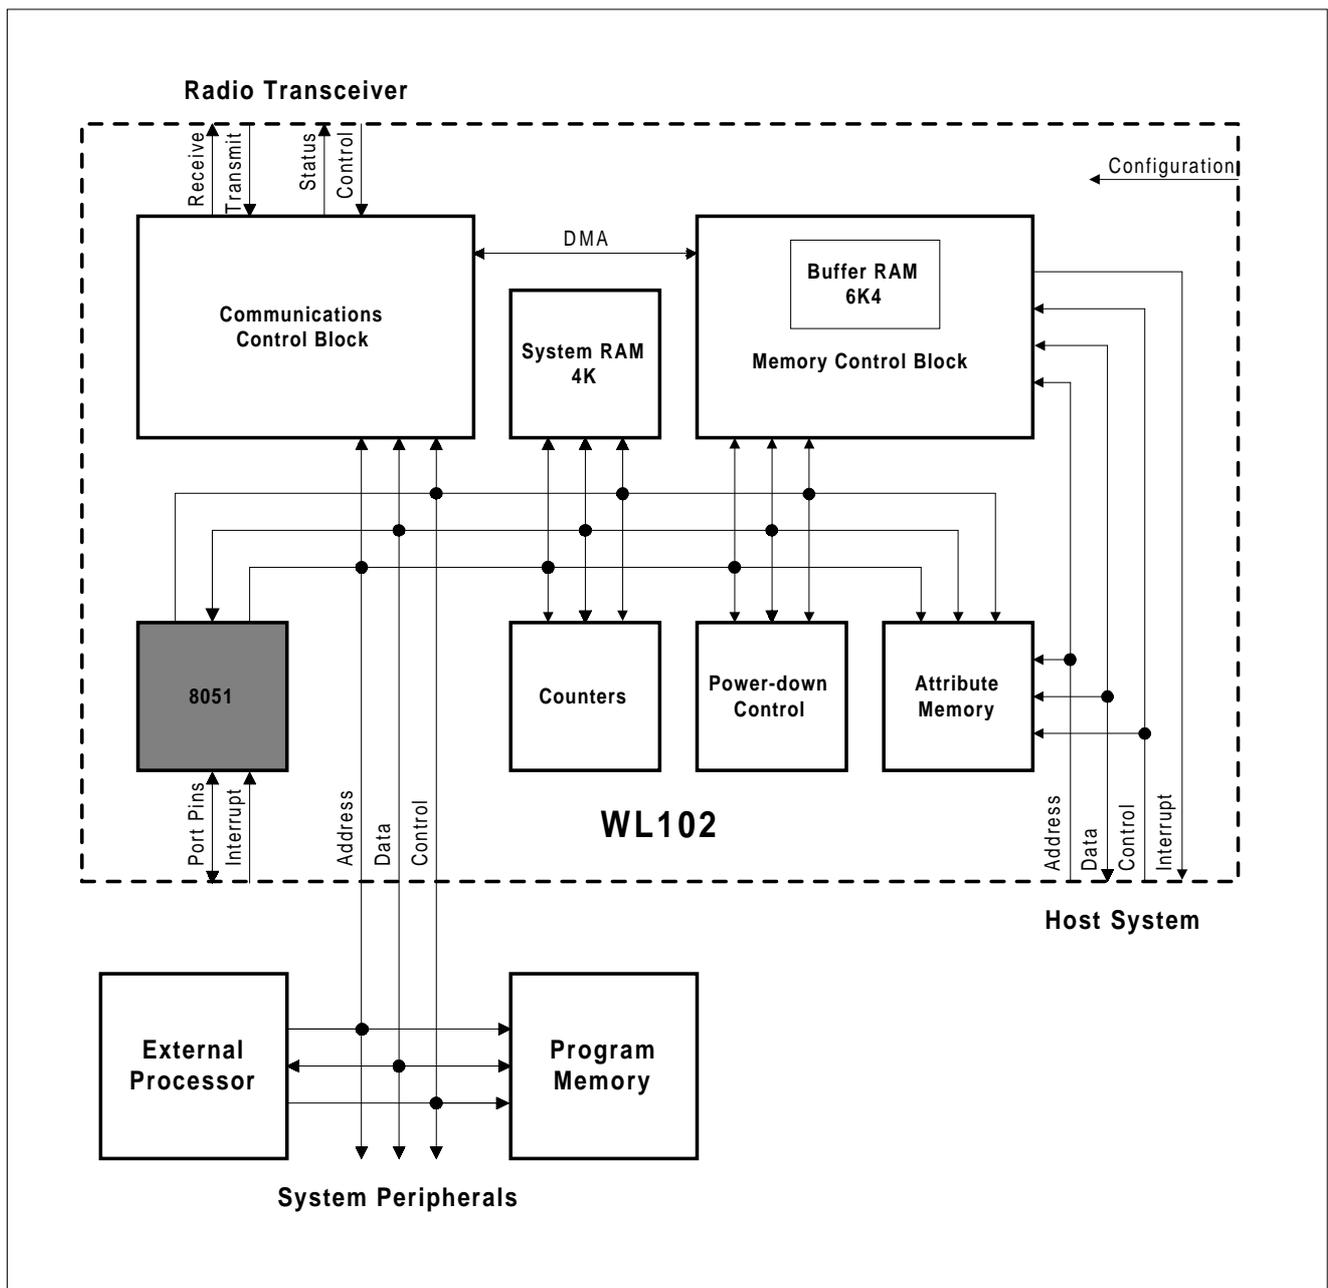 Radio Transceiver
Receive
Transmit
Status
Control
Configuration
DMA
Buffer RAM
6K4
Communications
Control Block
System RAM
4K
Memory Control Block
8051
Counters
Power-down
Control
Attribute
Memory
Port Pins
Interrupt
Address
Data
Control
WL102
Address
Data
Control
Interrupt
Host System
External
Processor
Program
Memory
System Peripherals